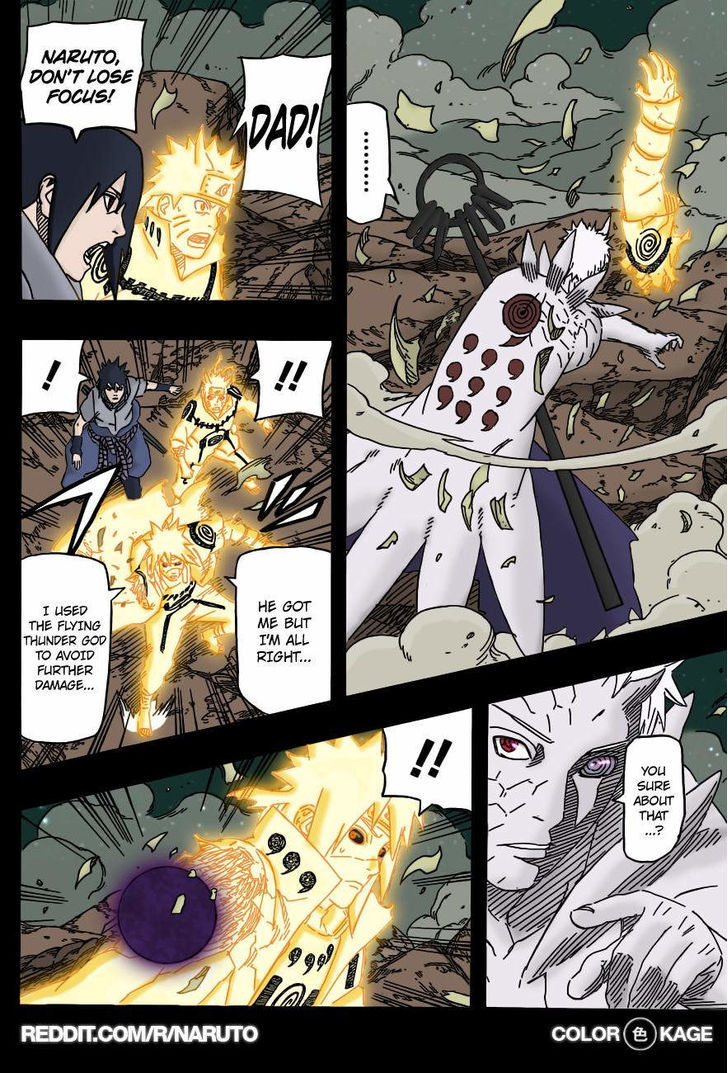 .........
DAD!
NARUTO,
DON'T LOSE
FOCUS!
!!
!
HE GOT
ME BUT
I'M ALL
RIGHT...
I USED
THE FLYING
THUNDER GOD
TO AVOID
FURTHER
DAMAGE...
YOU
SURE
ABOUT
THAT
...?
!!
REDDIT.COM/R/NARUTO
COLOR 色 KAGE